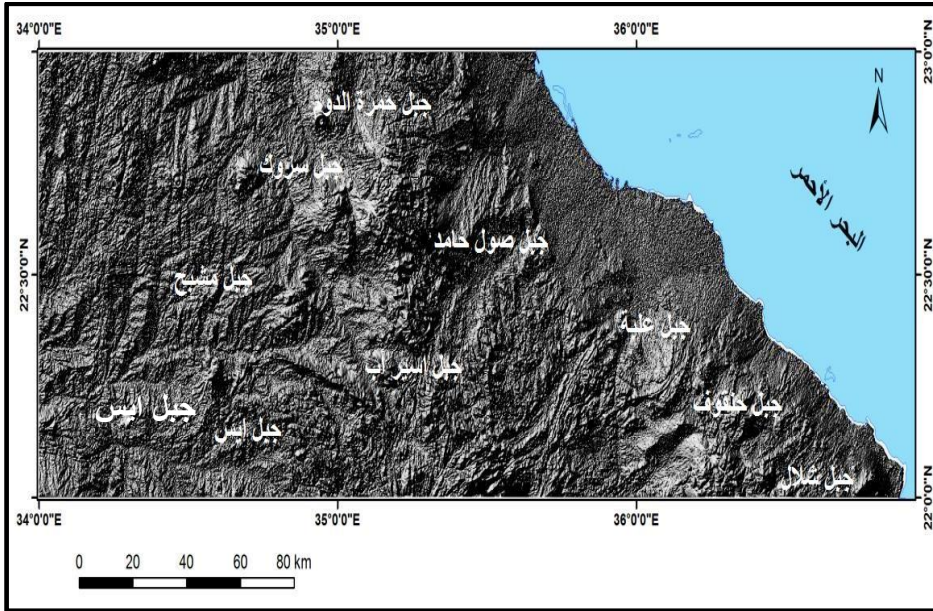 34°0'0"E 35°0'0"E 36°0'0"E
23°0'0"N
N
جبل حمرة الدوم
جبل سروك
البحر الأحمر
جبل صول حامد
22°30'0"N 22°30'0"N
جبل مشبح
جبل علبة
جبل اسير اب
جبل ايس
جبل حنقوف
جبل ايس
جبل شلال
22°0'0"N 22°0'0"N
34°0'0"E 35°0'0"E 36°0'0"E
0 20 40 60 80 km